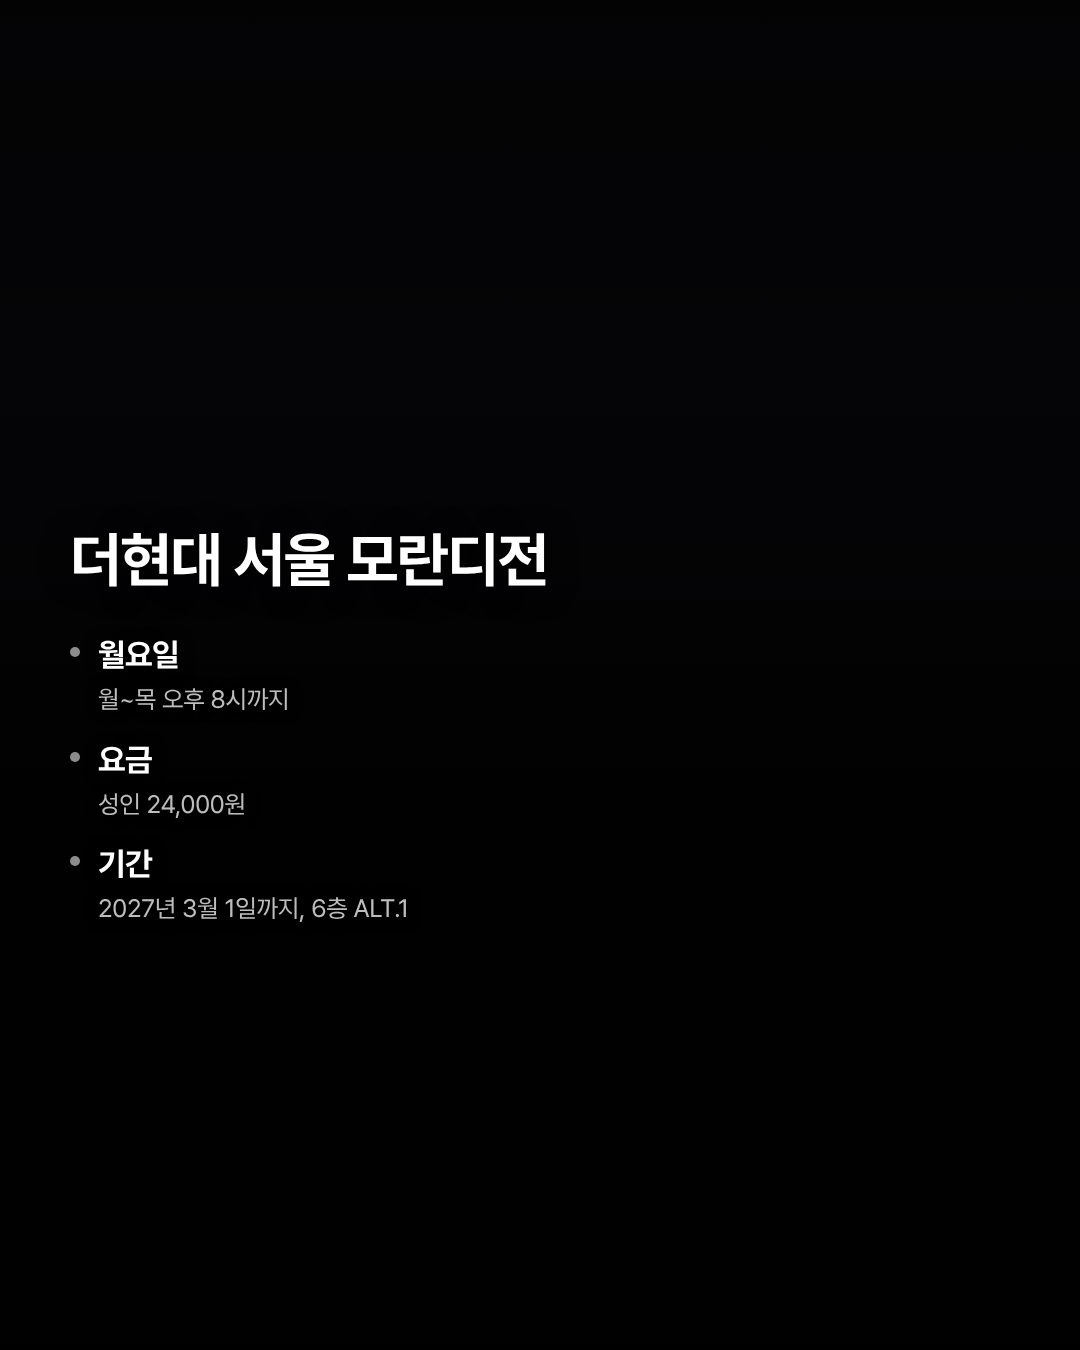 더현대 서울 모란디전
월요일
월~목 오후 8시까지
요금
성인 24,000원
기간
2027년 3월 1일까지, 6층 ALT.1